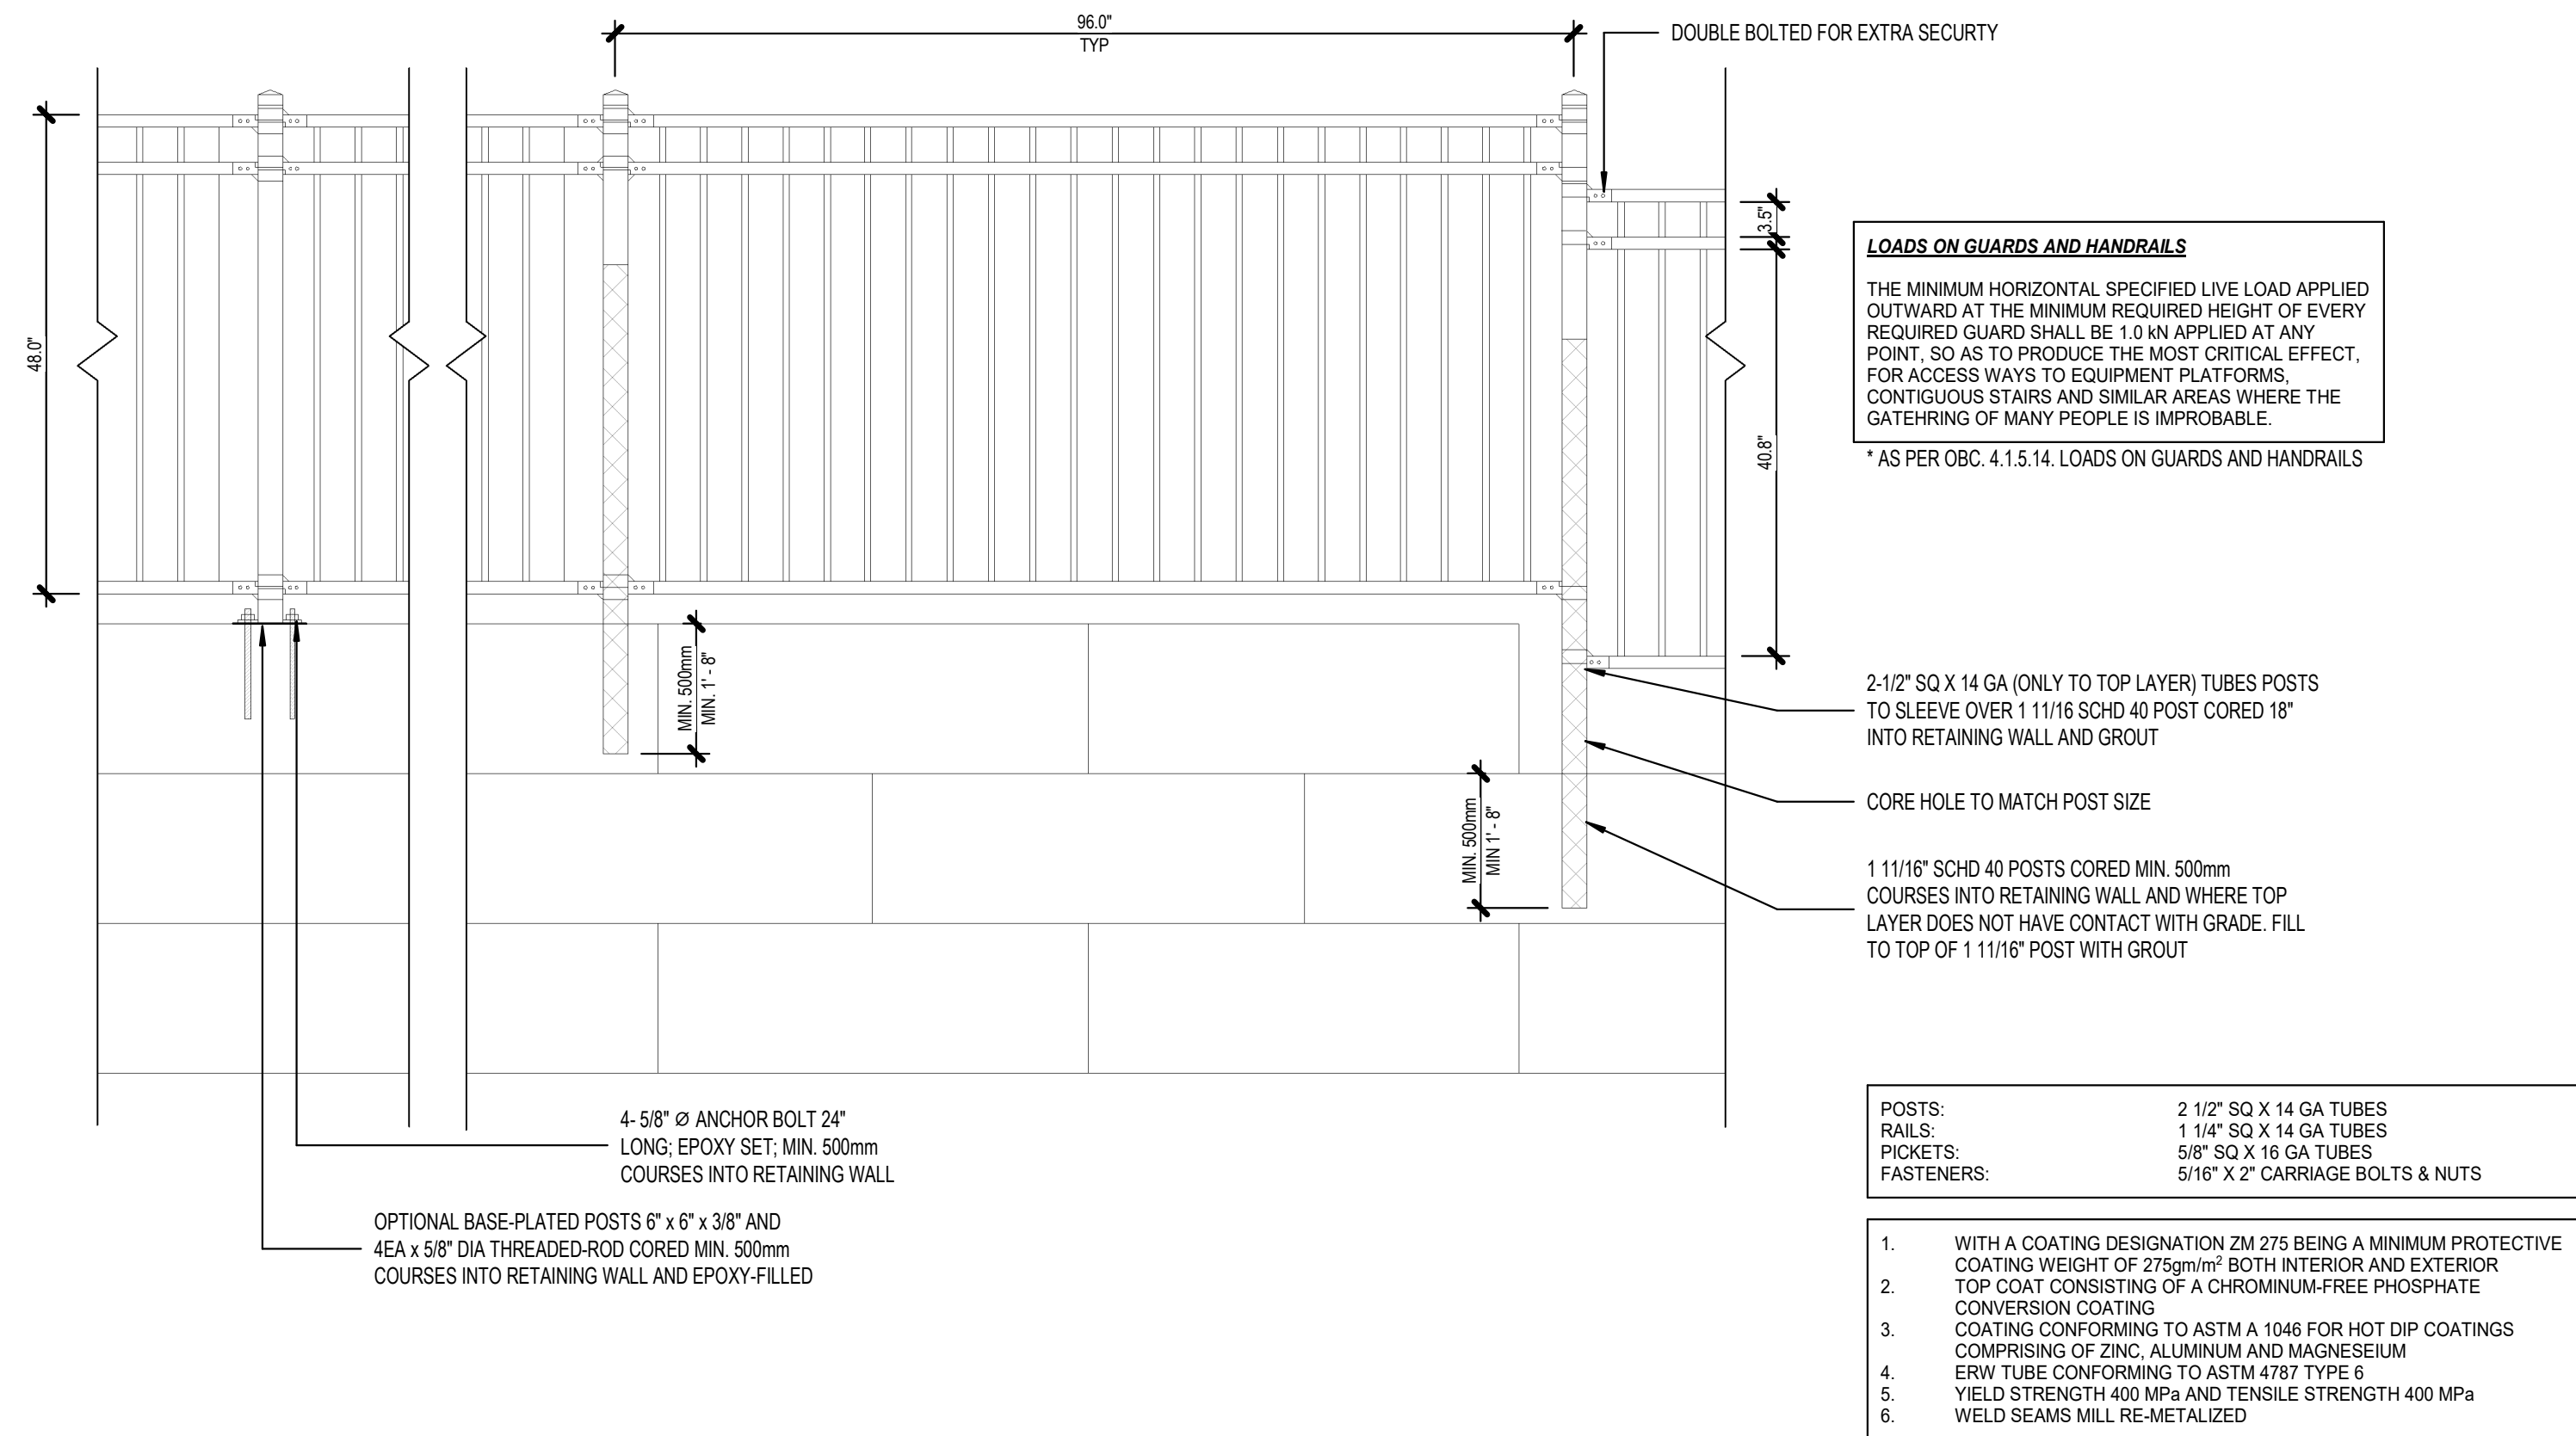 96.0"
TYP
DOUBLE BOLTED FOR EXTRA SECURTY
48.0"
3.5"
40.8"
LOADS ON GUARDS AND HANDRAILS
THE MINIMUM HORIZONTAL SPECIFIED LIVE LOAD APPLIED
OUTWARD AT THE MINIMUM REQUIRED HEIGHT OF EVERY
REQUIRED GUARD SHALL BE 1.0 kN APPLIED AT ANY
POINT, SO AS TO PRODUCE THE MOST CRITICAL EFFECT,
FOR ACCESS WAYS TO EQUIPMENT PLATFORMS,
CONTIGUOUS STAIRS AND SIMILAR AREAS WHERE THE
GATEHRING OF MANY PEOPLE IS IMPROBABLE.
* AS PER OBC. 4.1.5.14. LOADS ON GUARDS AND HANDRAILS
MIN. 500mm
MIN. 1' - 8"
MIN. 500mm
MIN 1' - 8"
2-1/2" SQ X 14 GA (ONLY TO TOP LAYER) TUBES POSTS
TO SLEEVE OVER 1 11/16 SCHD 40 POST CORED 18"
INTO RETAINING WALL AND GROUT
CORE HOLE TO MATCH POST SIZE
1 11/16" SCHD 40 POSTS CORED MIN. 500mm
COURSES INTO RETAINING WALL AND WHERE TOP
LAYER DOES NOT HAVE CONTACT WITH GRADE. FILL
TO TOP OF 1 11/16" POST WITH GROUT
4- 5/8" Ø ANCHOR BOLT 24"
LONG; EPOXY SET; MIN. 500mm
COURSES INTO RETAINING WALL
OPTIONAL BASE-PLATED POSTS 6" x 6" x 3/8" AND
4EA x 5/8" DIA THREADED-ROD CORED MIN. 500mm
COURSES INTO RETAINING WALL AND EPOXY-FILLED
POSTS: 2 1/2" SQ X 14 GA TUBES
RAILS: 1 1/4" SQ X 14 GA TUBES
PICKETS: 5/8" SQ X 16 GA TUBES
FASTENERS: 5/16" X 2" CARRIAGE BOLTS & NUTS
1. WITH A COATING DESIGNATION ZM 275 BEING A MINIMUM PROTECTIVE
COATING WEIGHT OF 275gm/m² BOTH INTERIOR AND EXTERIOR
2. TOP COAT CONSISTING OF A CHROMINUM-FREE PHOSPHATE
CONVERSION COATING
3. COATING CONFORMING TO ASTM A 1046 FOR HOT DIP COATINGS
COMPRISING OF ZINC, ALUMINUM AND MAGNESEIUM
4. ERW TUBE CONFORMING TO ASTM 4787 TYPE 6
5. YIELD STRENGTH 400 MPa AND TENSILE STRENGTH 400 MPa
6. WELD SEAMS MILL RE-METALIZED